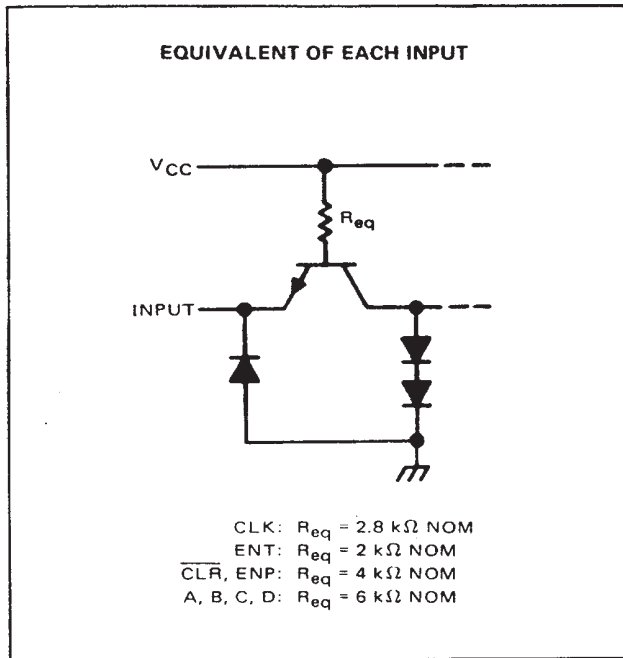 EQUIVALENT OF EACH INPUT
VCC
Req
INPUT
CLK: Req = 2.8 kΩ NOM
ENT: Req = 2 kΩ NOM
C̅L̅R̅, ENP: Req = 4 kΩ NOM
A, B, C, D: Req = 6 kΩ NOM